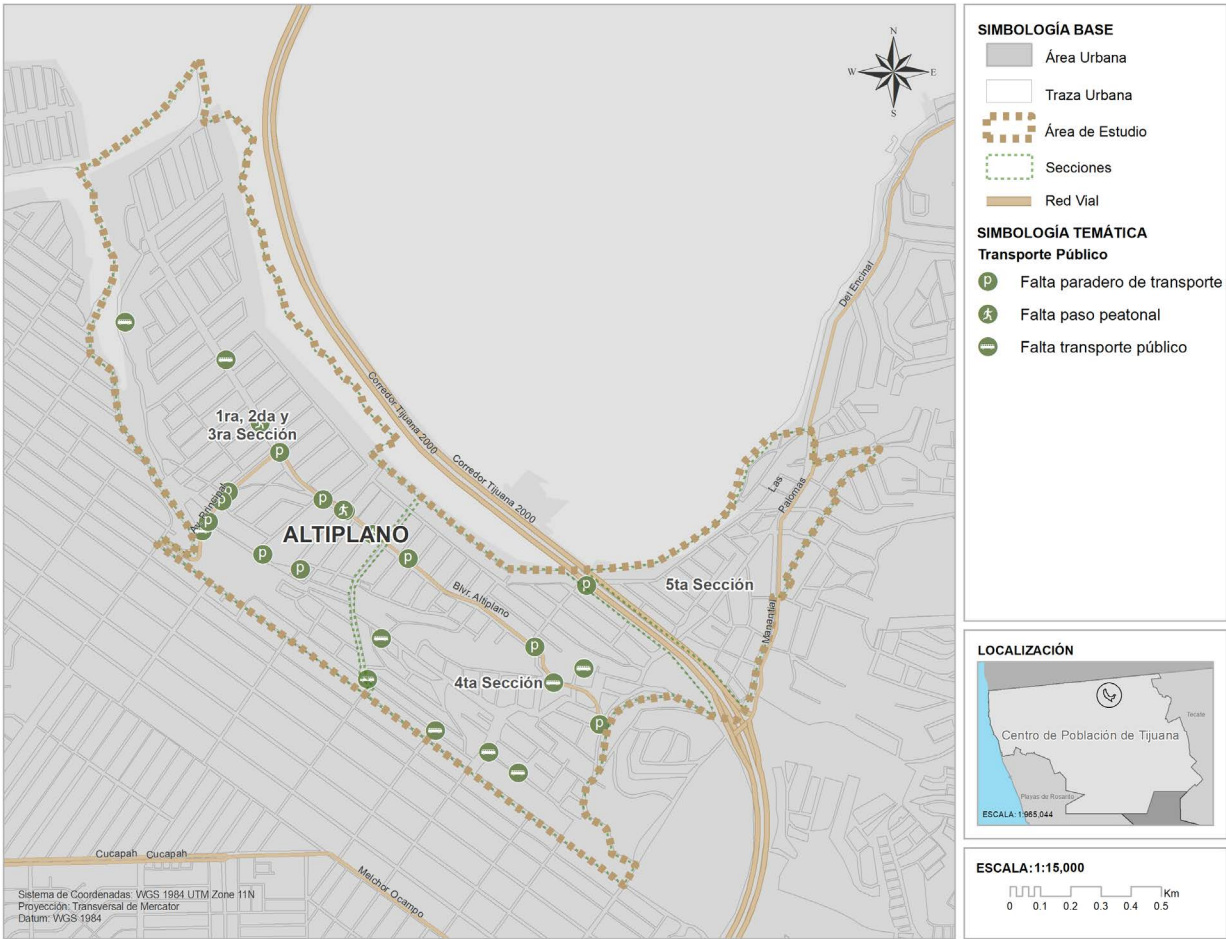 N
W
E
S
Del Encinal
Corredor Tijuana 2000
Corredor Tijuana 2000
1ra, 2da y
3ra Sección
Av. Principal
ALTIPLANO
Las
Palomas
5ta Sección
Blvr. Altiplano
Manantial
4ta Sección
Cucapah
Cucapah
Melchor Ocampo
Sistema de Coordenadas: WGS 1984 UTM Zone 11N
Proyección: Transversal de Mercator
Datum: WGS 1984
SIMBOLOGÍA BASE
Área Urbana
Traza Urbana
Área de Estudio
Secciones
Red Vial
SIMBOLOGÍA TEMÁTICA
Transporte Público
p Falta paradero de transporte
Falta paso peatonal
Falta transporte público
LOCALIZACIÓN
Tecate
Centro de Población de Tijuana
Playas de Rosarito
ESCALA: 1:965,044
ESCALA: 1:15,000
Km
0 0.1 0.2 0.3 0.4 0.5